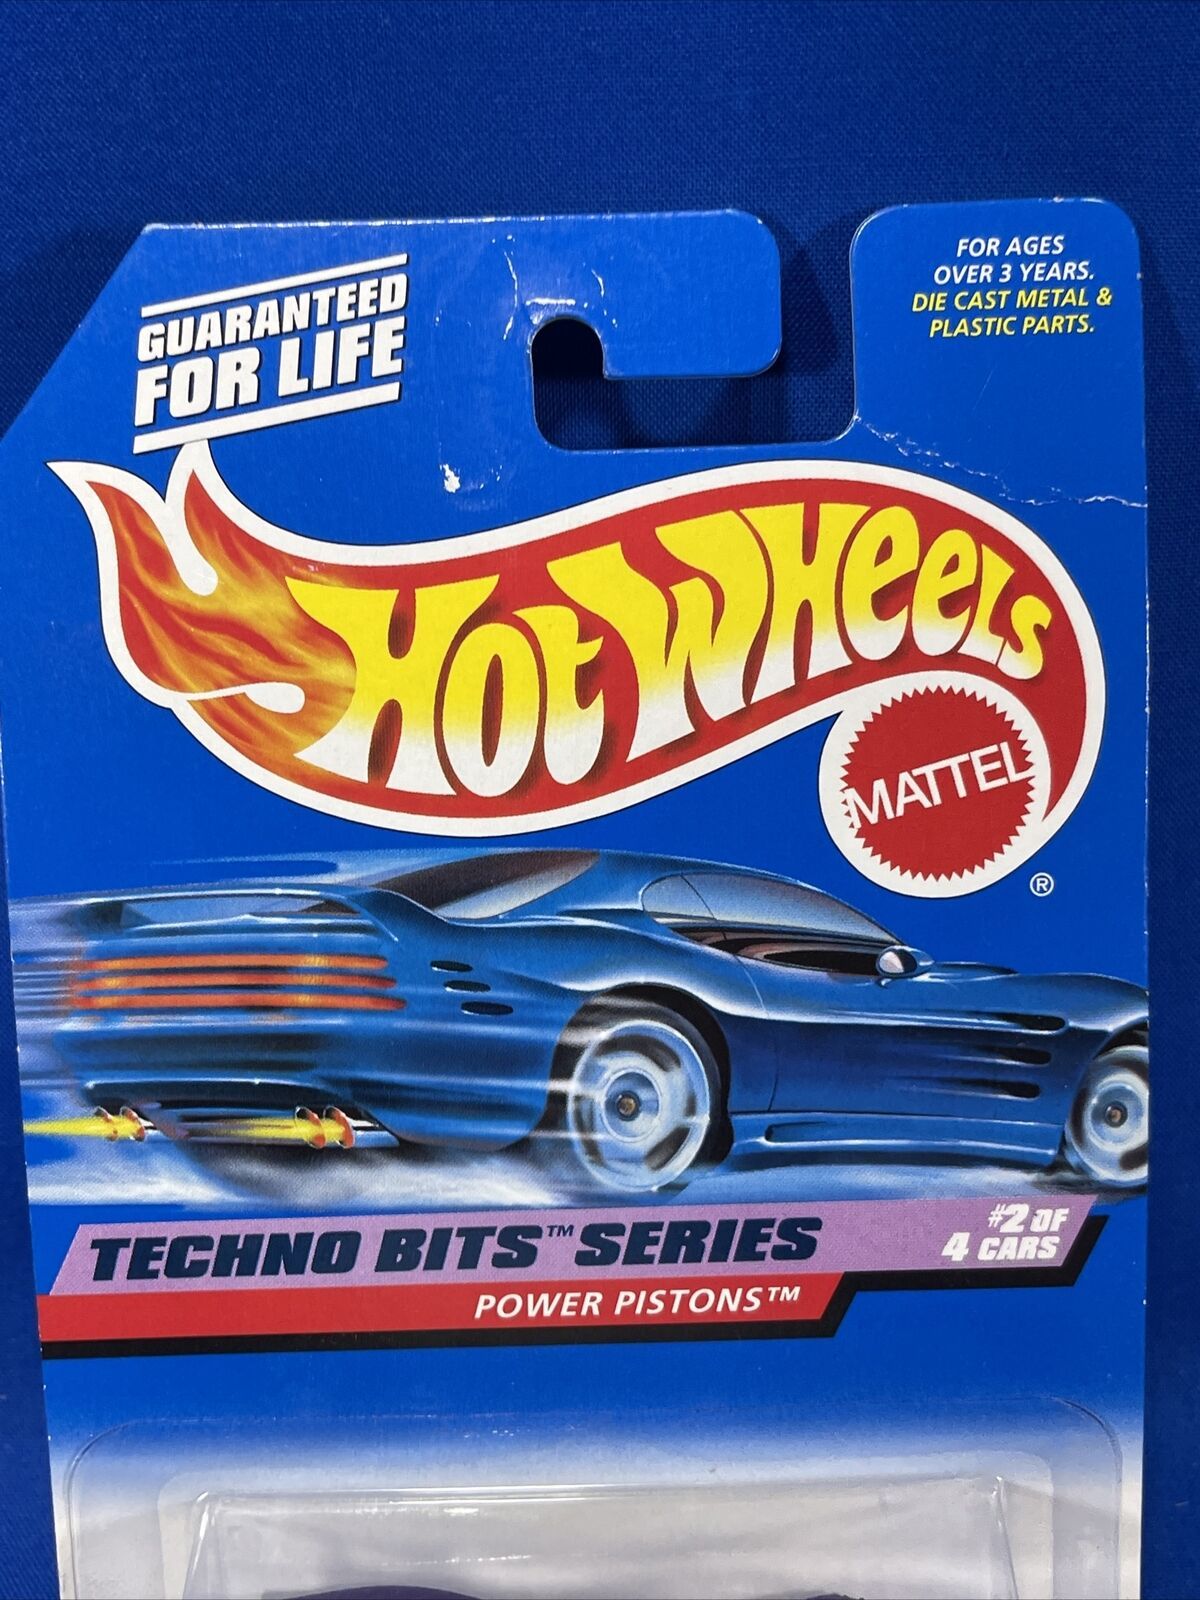 GUARANTEED
FOR LIFE
FOR AGES
OVER 3 YEARS.
DIE CAST METAL &
PLASTIC PARTS.
HOT WHEELS
MATTEL
®
TECHNO BITS™ SERIES
#2 OF
4 CARS
POWER PISTONS™